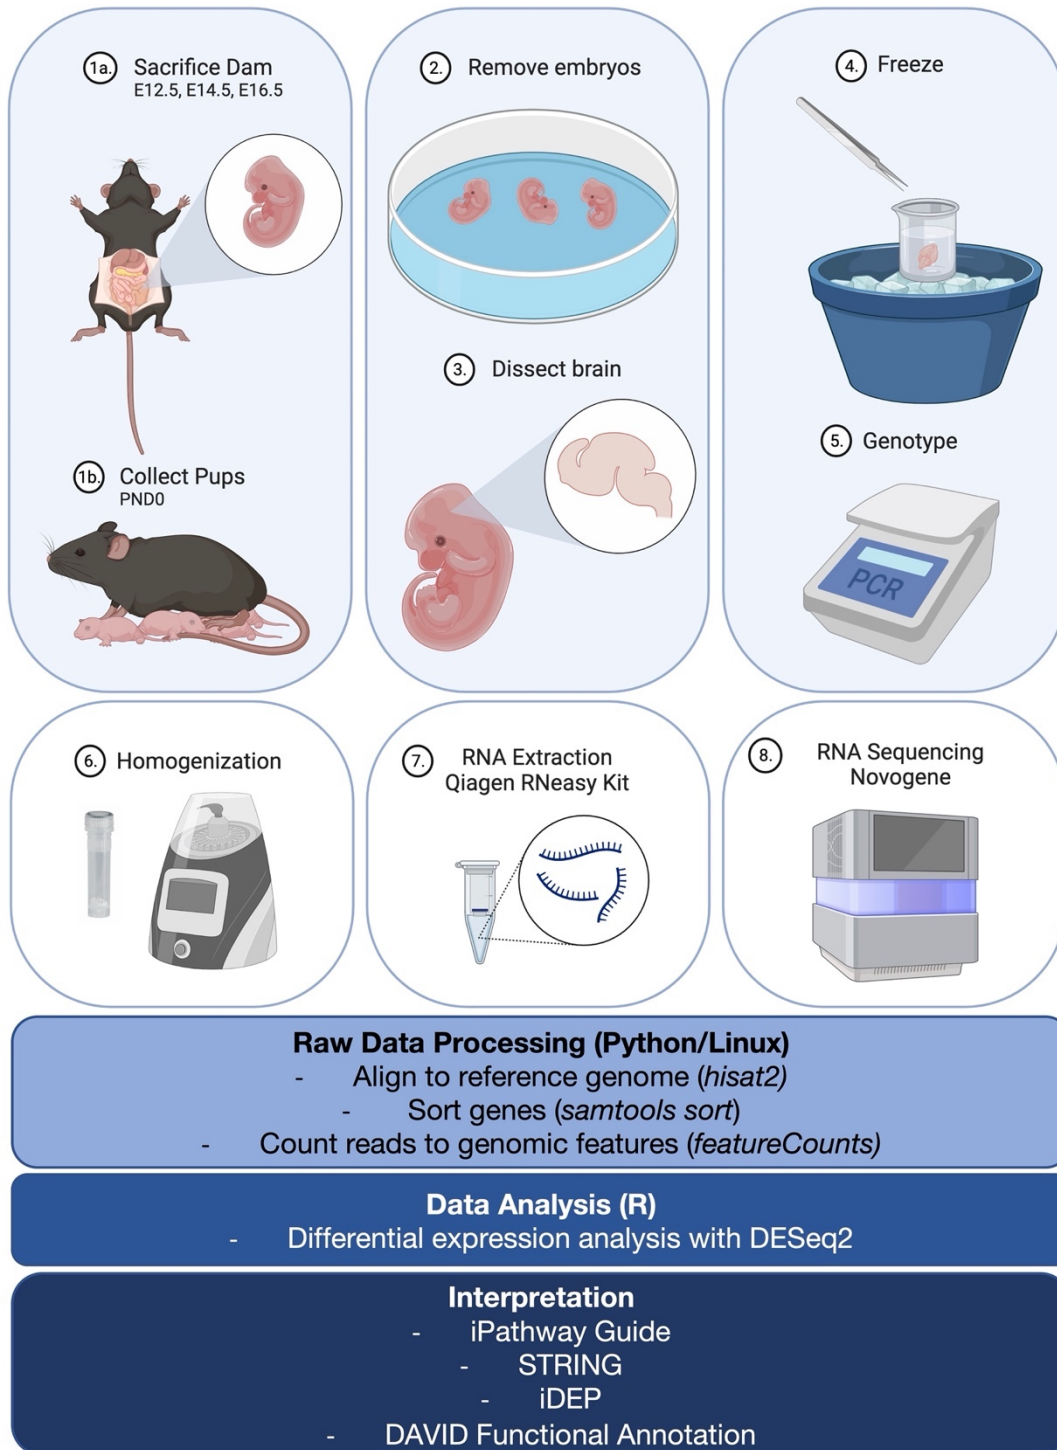 1a. Sacrifice Dam
E12.5, E14.5, E16.5
1b. Collect Pups
PND0
2. Remove embryos
3. Dissect brain
4. Freeze
5. Genotype
PCR
6. Homogenization
7. RNA Extraction
Qiagen RNeasy Kit
8. RNA Sequencing
Novogene
Raw Data Processing (Python/Linux)
- Align to reference genome (hisat2)
- Sort genes (samtools sort)
- Count reads to genomic features (featureCounts)
Data Analysis (R)
- Differential expression analysis with DESeq2
Interpretation
- iPathway Guide
- STRING
- iDEP
- DAVID Functional Annotation